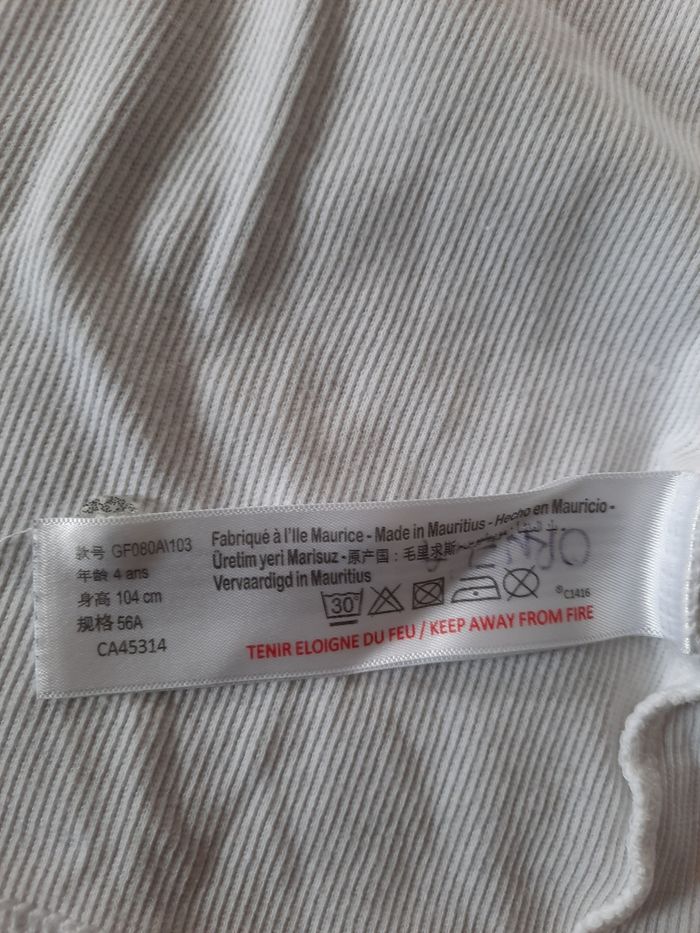 款号 GF080A\103
年龄 4 ans
身高 104 cm
规格 56A
CA45314
Fabriqué à l'Ile Maurice - Made in Mauritius - Hecho en Mauricio -
Üretim yeri Marisuz - 原产国 : 毛里求斯
Vervaardigd in Mauritius
30°
©C1416
TENIR ELOIGNE DU FEU / KEEP AWAY FROM FIRE